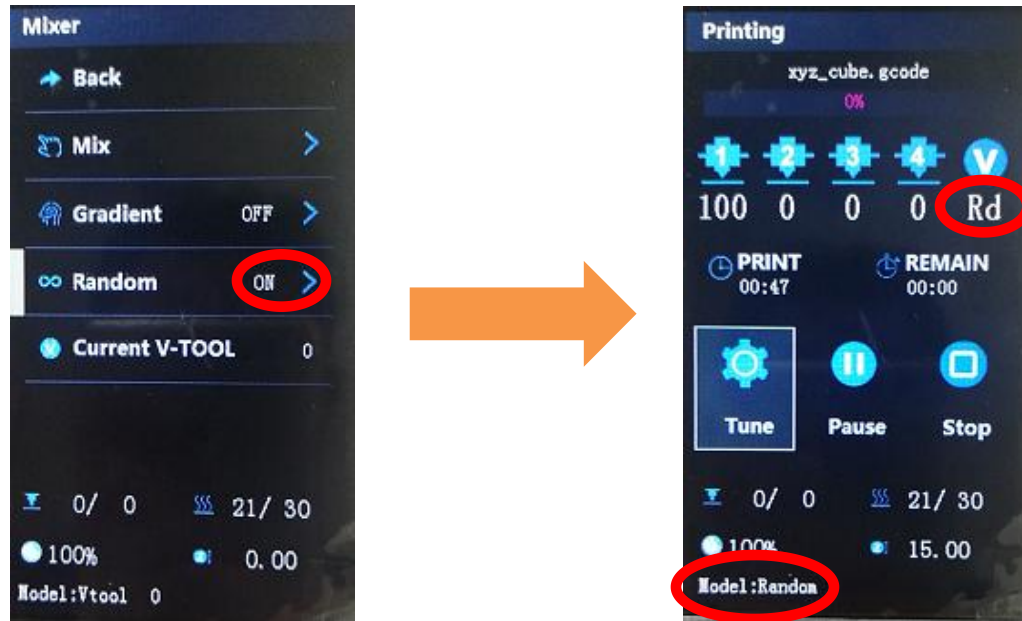 Mixer
Back
Mix
Gradient OFF
Random ON
Current V-TOOL 0
0/ 0 21/ 30
100% 0.00
Model:Vtool 0
Printing
xyz_cube.gcode
0%
1 2 3 4 V
100 0 0 0 Rd
PRINT REMAIN
00:47 00:00
Tune Pause Stop
0/ 0 21/ 30
100% 15.00
Model:Random